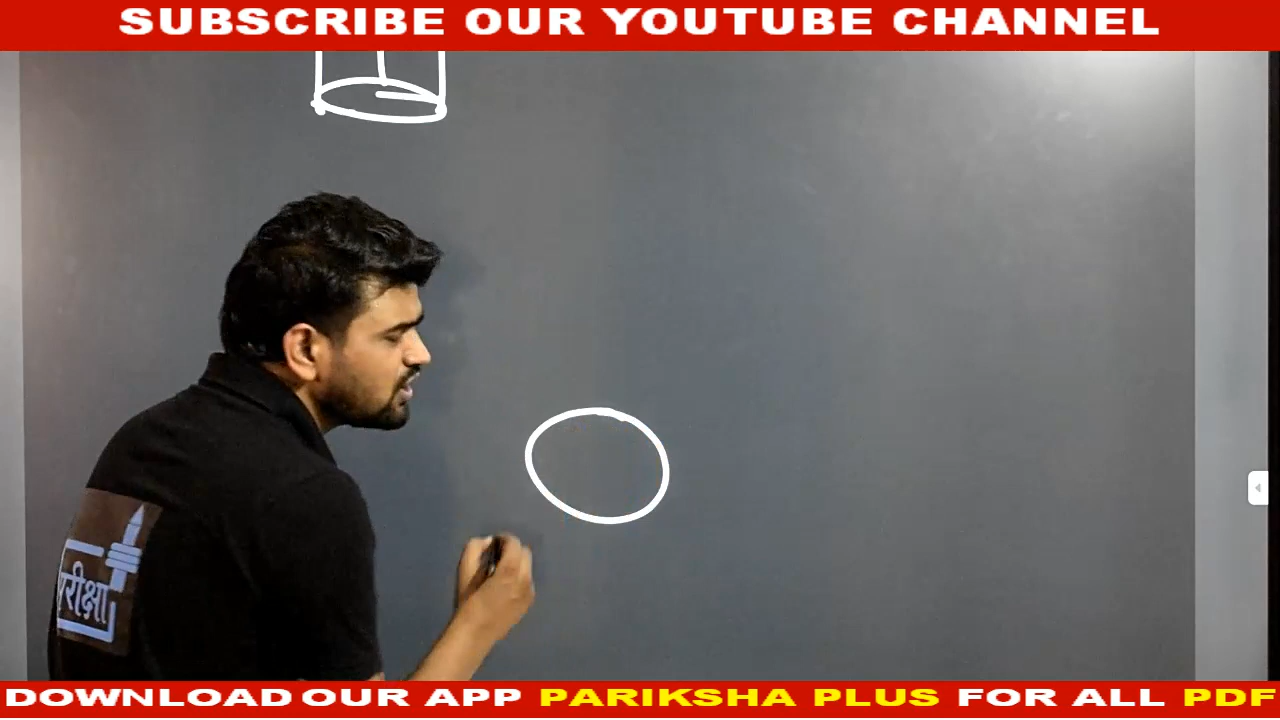 SUBSCRIBE OUR YOUTUBE CHANNEL
परीक्षा
DOWNLOAD OUR APP PARIKSHA PLUS FOR ALL PDF